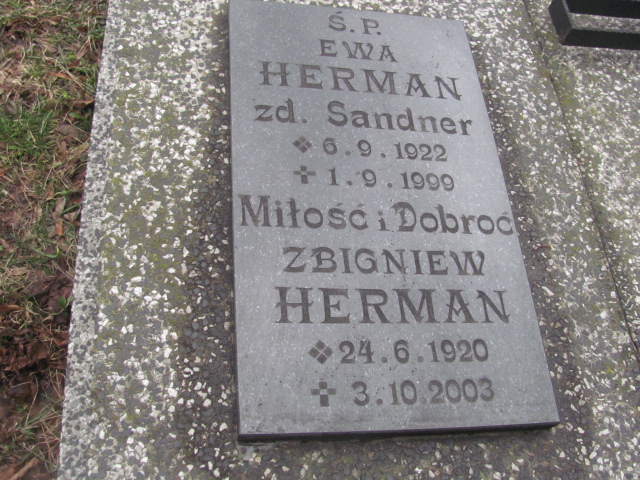 Ś.P.
EWA
HERMAN
zd. Sandner
6.9.1922
1.9.1999
Miłość i Dobroć
ZBIGNIEW
HERMAN
24.6.1920
3.10.2003